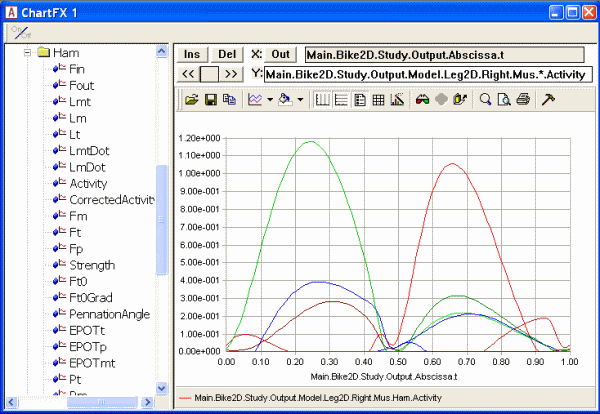 ChartFX 1
On/Off
Ins Del X: Out Main.Bike2D.Study.Output.Abscissa.t
<< >> Y: Main.Bike2D.Study.Output.Model.Leg2D.Right.Mus.*.Activity
Ham
Fin
Fout
Lmt
Lm
Lt
LmtDot
LmDot
Activity
CorrectedActivity
Fm
Ft
Fp
Strength
Ft0
Ft0Grad
PennationAngle
EPOTt
EPOTp
EPOTmt
Pt
1.20e+000
1.10e+000
1.00e+000
9.00e-001
8.00e-001
7.00e-001
6.00e-001
5.00e-001
4.00e-001
3.00e-001
2.00e-001
1.00e-001
0.00e+000
0.00 0.10 0.20 0.30 0.40 0.50 0.60 0.70 0.80 0.90 1.00
Main.Bike2D.Study.Output.Abscissa.t
Main.Bike2D.Study.Output.Model.Leg2D.Right.Mus.Ham.Activity